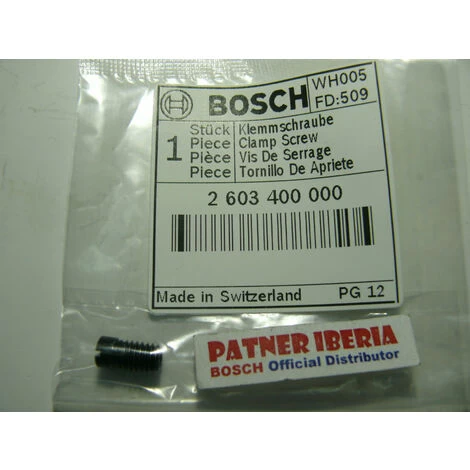 BOSCH
WH005
FD:509
1
Stück Klemmschraube
Piece Clamp Screw
Pièce Vis De Serrage
Piece Tornillo De Apriete
2 603 400 000
Made in Switzerland PG 12
PATNER IBERIA
BOSCH Official Distributor